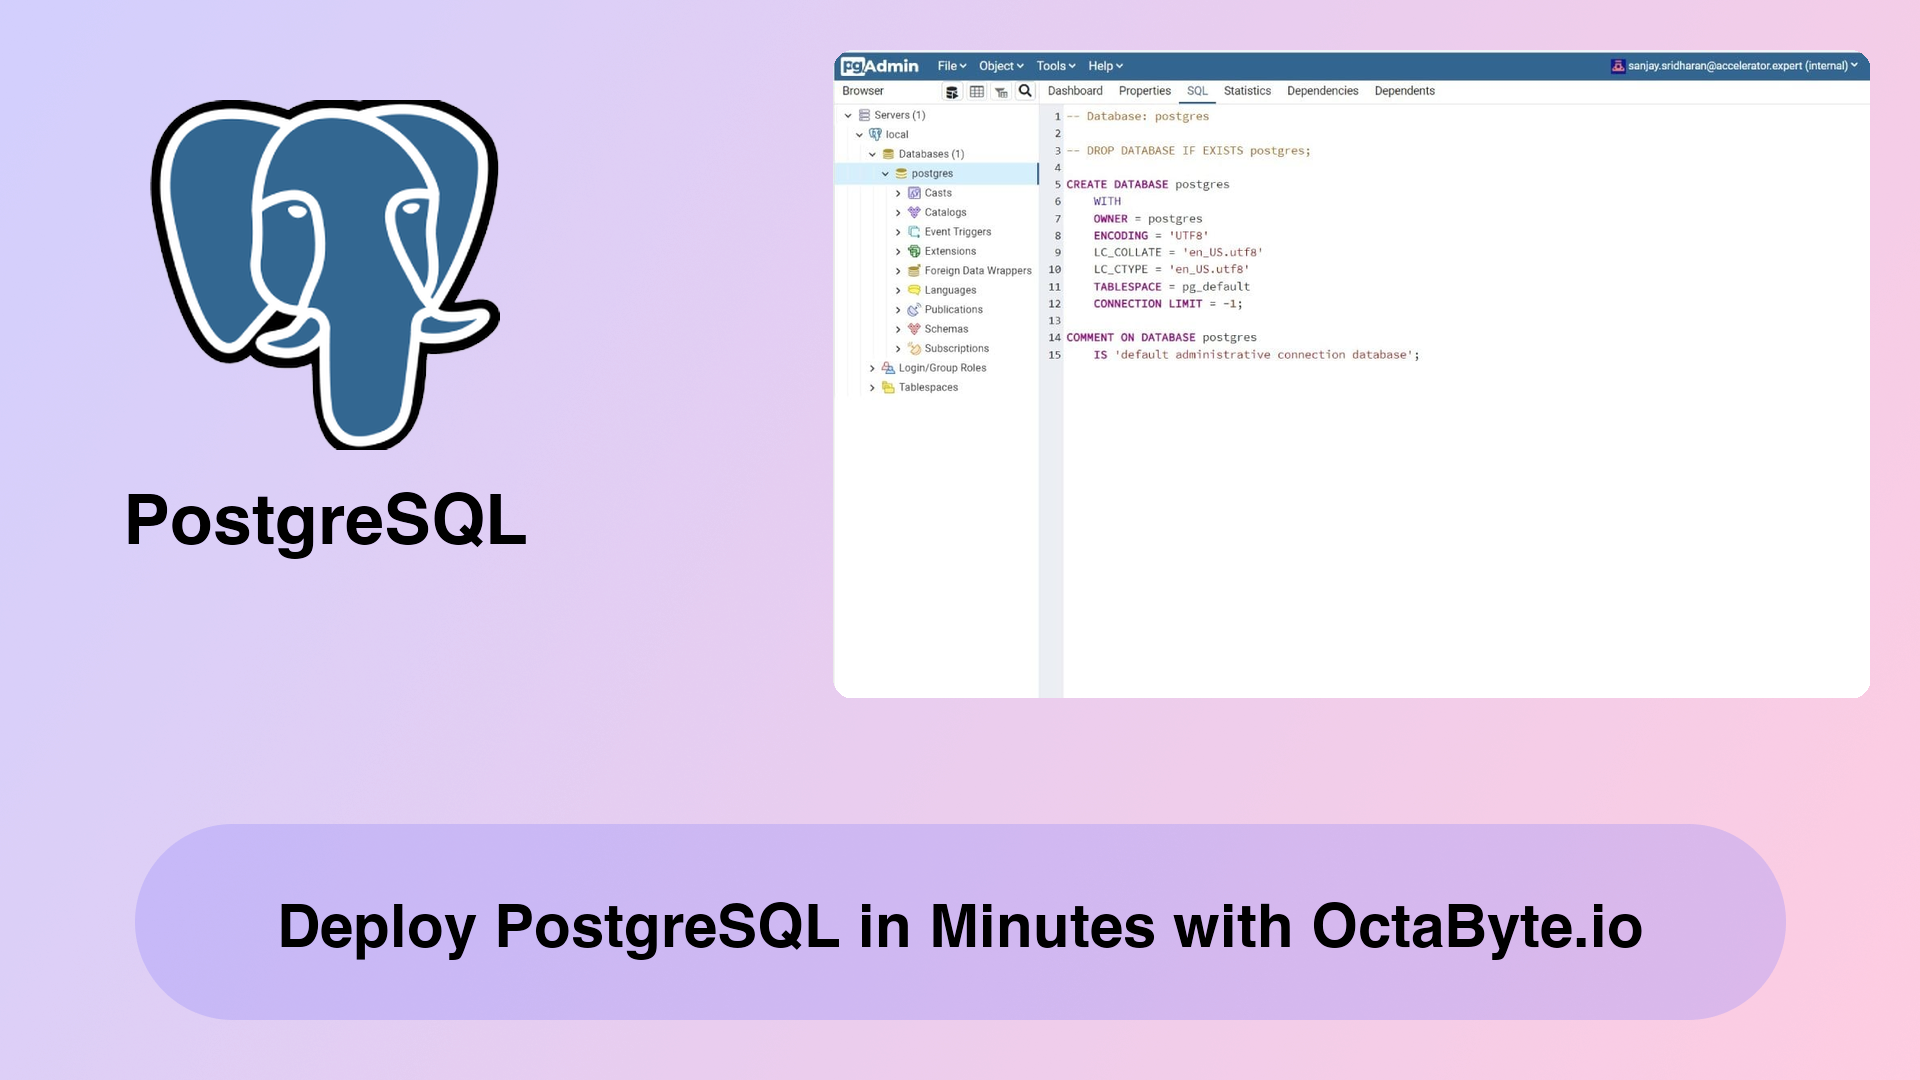 PostgreSQL
pgAdmin File Object Tools Help sanjay.sridharan@accelerator.expert (internal)
Browser Dashboard Properties SQL Statistics Dependencies Dependents
Servers (1)
local
Databases (1)
postgres
Casts
Catalogs
Event Triggers
Extensions
Foreign Data Wrappers
Languages
Publications
Schemas
Subscriptions
Login/Group Roles
Tablespaces
1 -- Database: postgres
2
3 -- DROP DATABASE IF EXISTS postgres;
4
5 CREATE DATABASE postgres
6 WITH
7 OWNER = postgres
8 ENCODING = 'UTF8'
9 LC_COLLATE = 'en_US.utf8'
10 LC_CTYPE = 'en_US.utf8'
11 TABLESPACE = pg_default
12 CONNECTION LIMIT = -1;
13
14 COMMENT ON DATABASE postgres
15 IS 'default administrative connection database';
Deploy PostgreSQL in Minutes with OctaByte.io